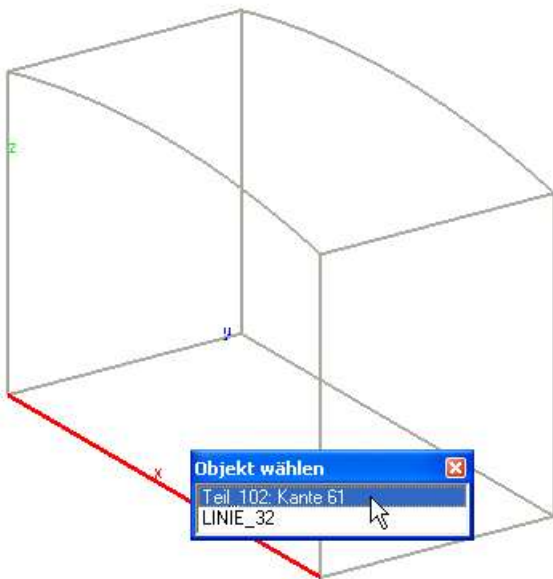 z
y
x
Objekt wählen
Teil_102: Kante 61
LINIE_32